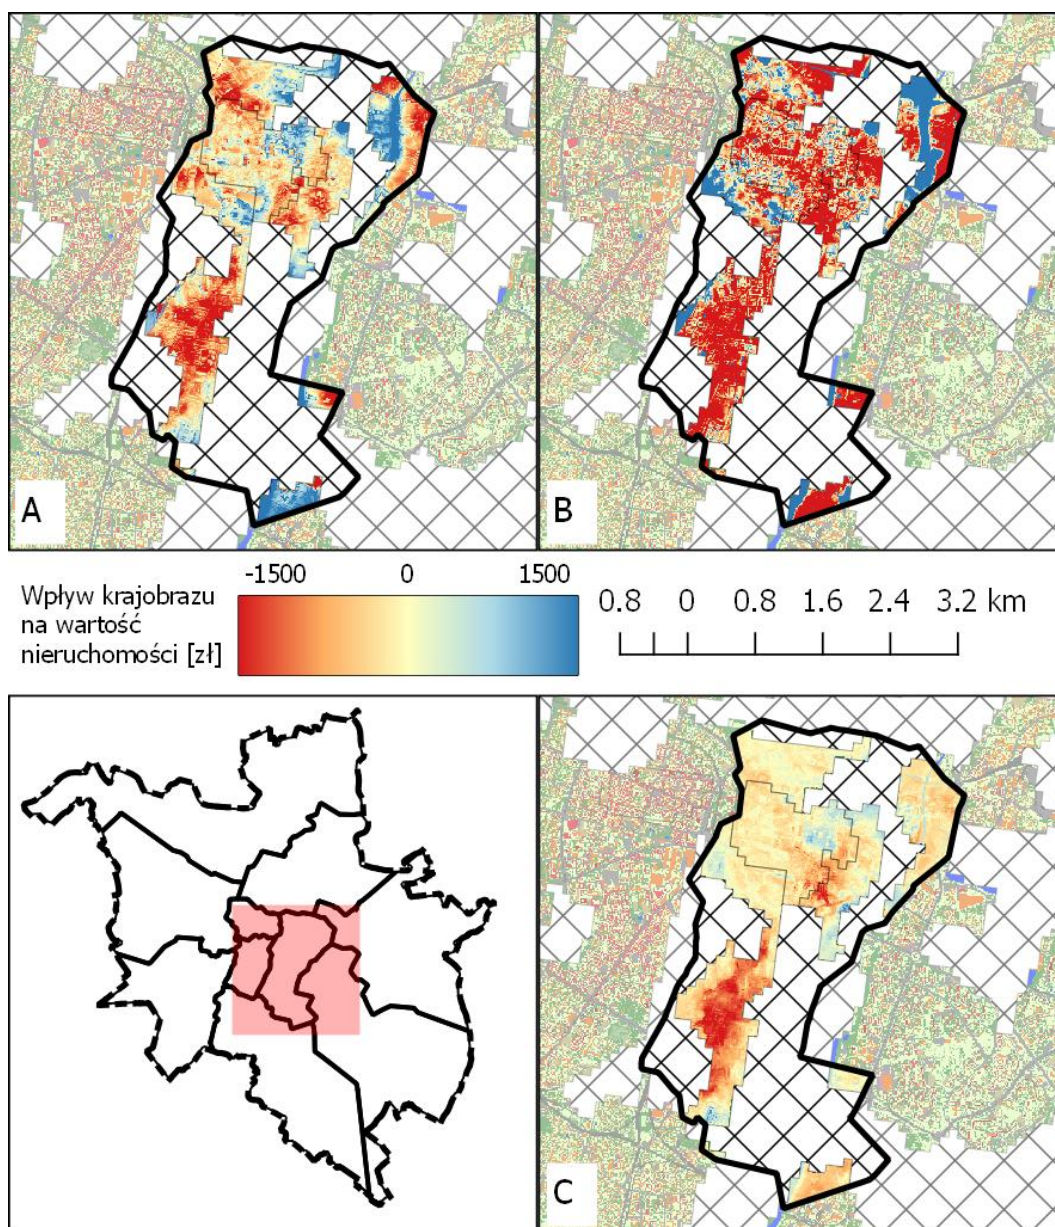 A
B
Wpływ krajobrazu
na wartość
nieruchomości [zł]
-1500 0 1500
0.8 0 0.8 1.6 2.4 3.2 km
C